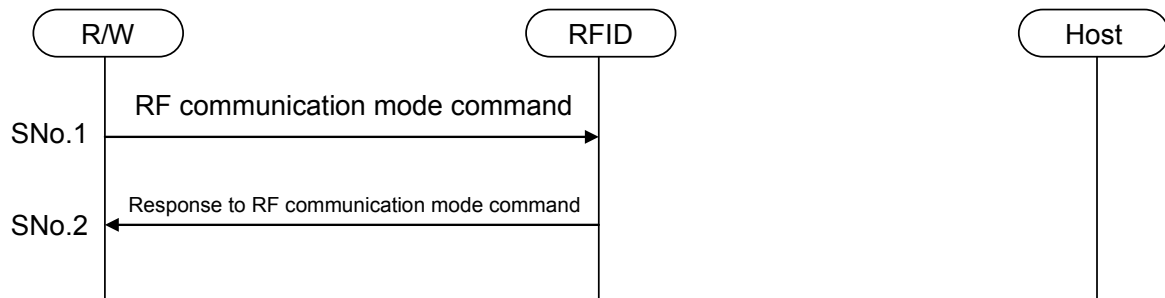 R/W
RFID
Host
RF communication mode command
SNo.1
Response to RF communication mode command
SNo.2